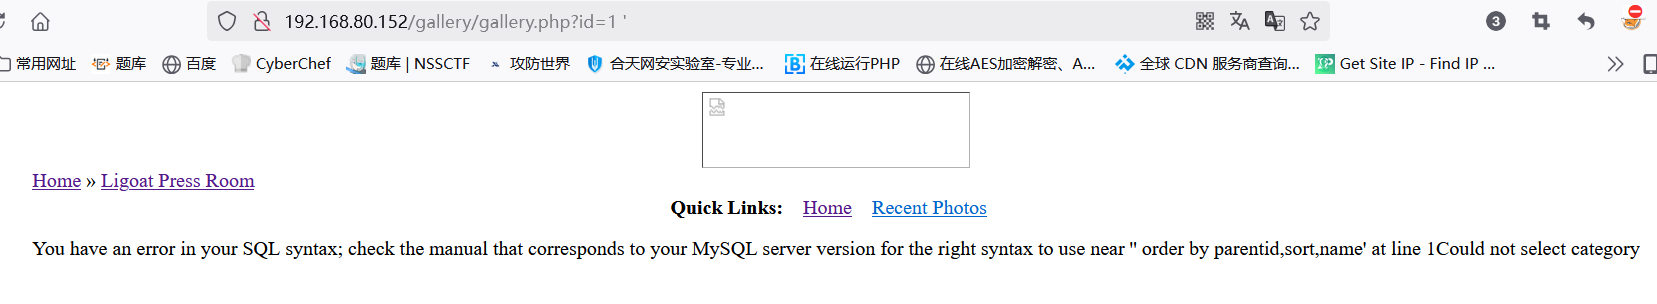 192.168.80.152/gallery/gallery.php?id=1 '
3
常用网址 题库 百度 CyberChef 题库 | NSSCTF 攻防世界 合天网安实验室-专业... 在线运行PHP 在线AES加密解密、A... 全球 CDN 服务商查询... Get Site IP - Find IP ...
Home » Ligoat Press Room
Quick Links: Home Recent Photos
You have an error in your SQL syntax; check the manual that corresponds to your MySQL server version for the right syntax to use near '' order by parentid,sort,name' at line 1Could not select category